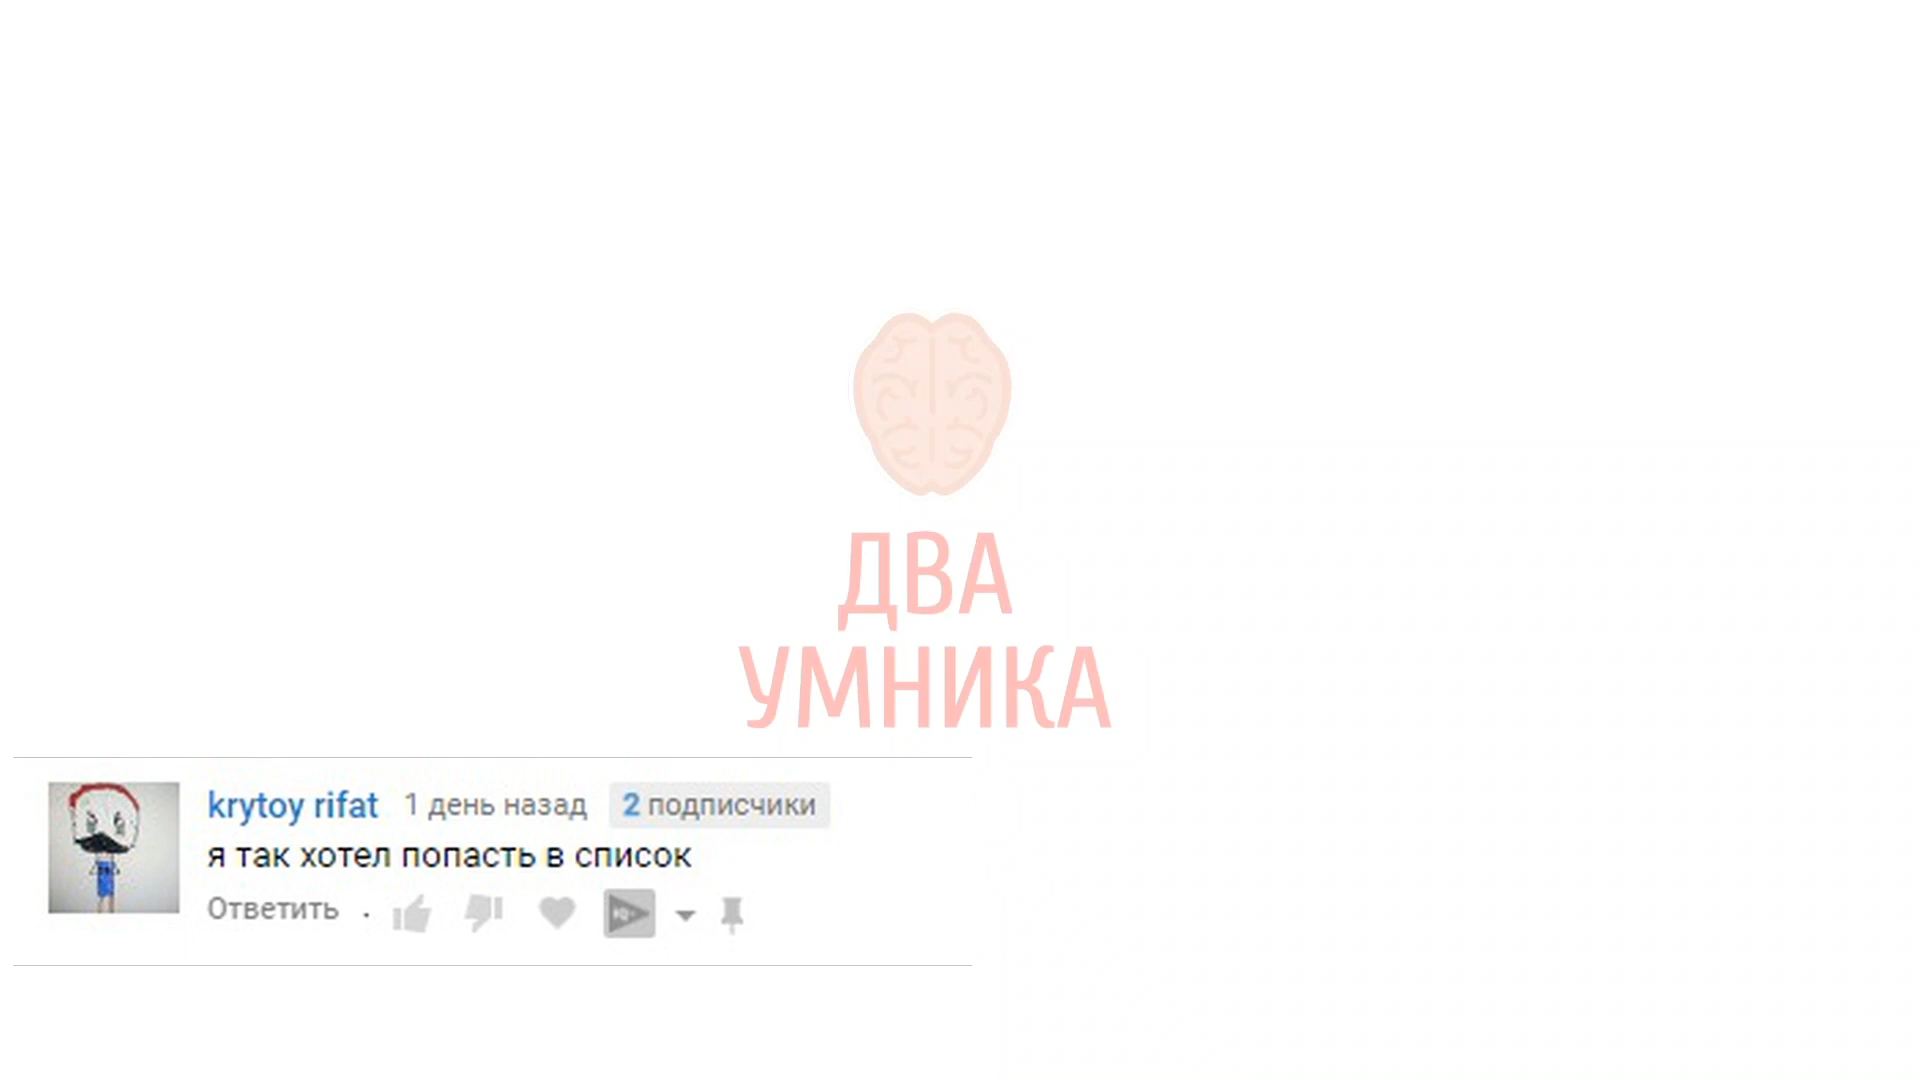 ДВА
УМНИКА
krytoy rifat 1 день назад 2 подписчики
я так хотел попасть в список
Ответить